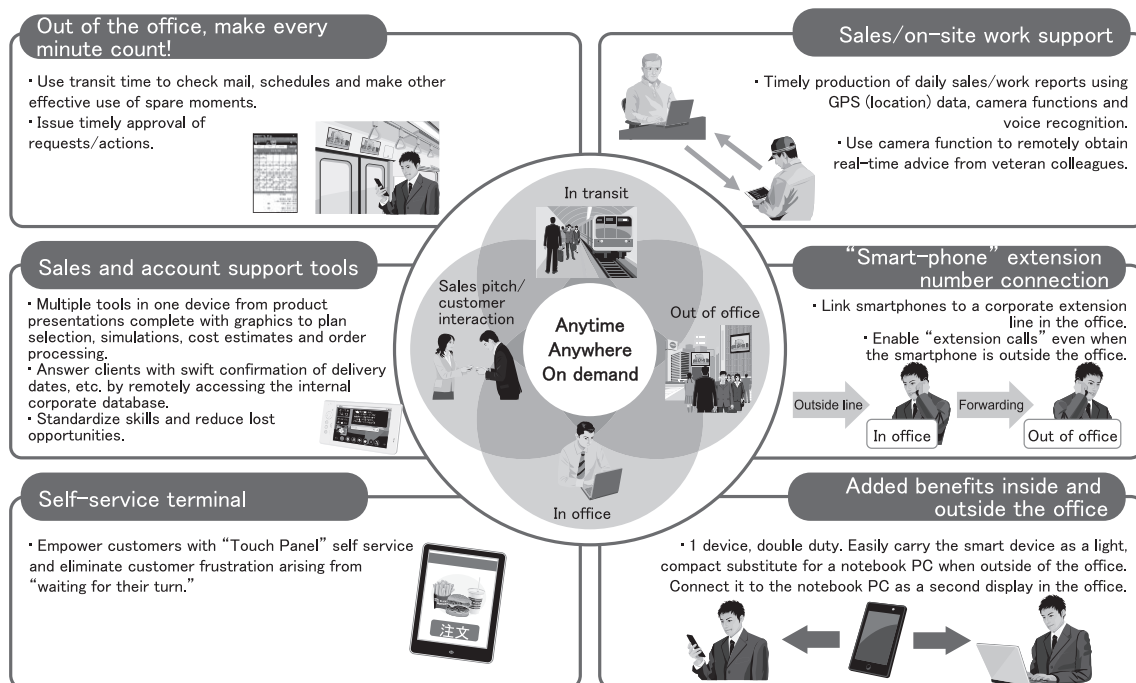 Out of the office, make every
minute count!
・Use transit time to check mail, schedules and make other
effective use of spare moments.
・Issue timely approval of
requests/actions.
Sales/on-site work support
・Timely production of daily sales/work reports using
GPS (location) data, camera functions and
voice recognition.
・Use camera function to remotely obtain
real-time advice from veteran colleagues.
Sales and account support tools
・Multiple tools in one device from product
presentations complete with graphics to plan
selection, simulations, cost estimates and order
processing.
・Answer clients with swift confirmation of delivery
dates, etc. by remotely accessing the internal
corporate database.
・Standardize skills and reduce lost
opportunities.
In transit
Sales pitch/
customer
interaction
Out of office
Anytime
Anywhere
On demand
In office
“Smart-phone” extension
number connection
・Link smartphones to a corporate extension
line in the office.
・Enable “extension calls” even when
the smartphone is outside the office.
Outside line
In office
Forwarding
Out of office
Self-service terminal
・Empower customers with “Touch Panel” self service
and eliminate customer frustration arising from
“waiting for their turn.”
注文
Added benefits inside and
outside the office
・1 device, double duty. Easily carry the smart device as a light,
compact substitute for a notebook PC when outside of the office.
Connect it to the notebook PC as a second display in the office.